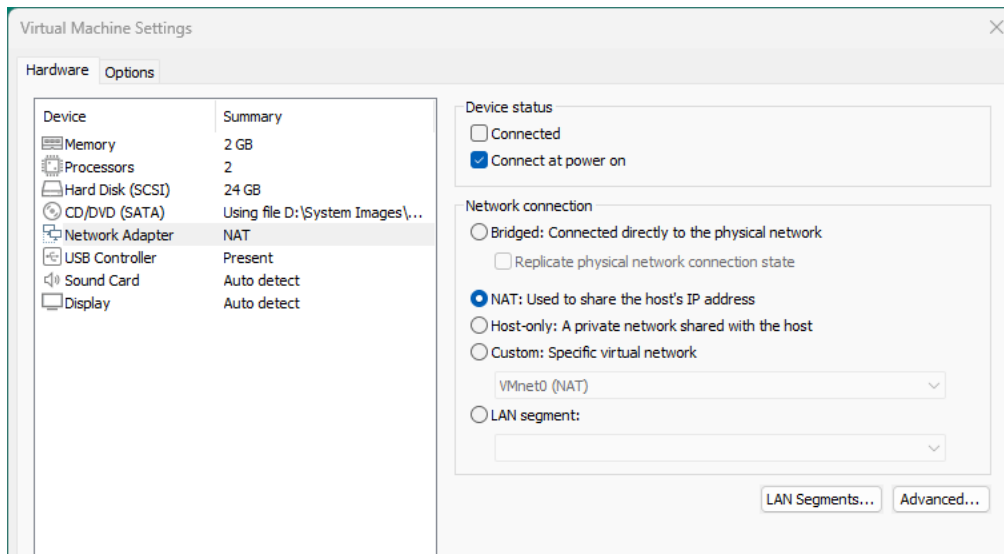 Virtual Machine Settings
Hardware Options
Device Summary
Memory 2 GB
Processors 2
Hard Disk (SCSI) 24 GB
CD/DVD (SATA) Using file D:\System Images\...
Network Adapter NAT
USB Controller Present
Sound Card Auto detect
Display Auto detect
Device status
Connected
Connect at power on
Network connection
Bridged: Connected directly to the physical network
Replicate physical network connection state
NAT: Used to share the host's IP address
Host-only: A private network shared with the host
Custom: Specific virtual network
VMnet0 (NAT)
LAN segment:
LAN Segments... Advanced...